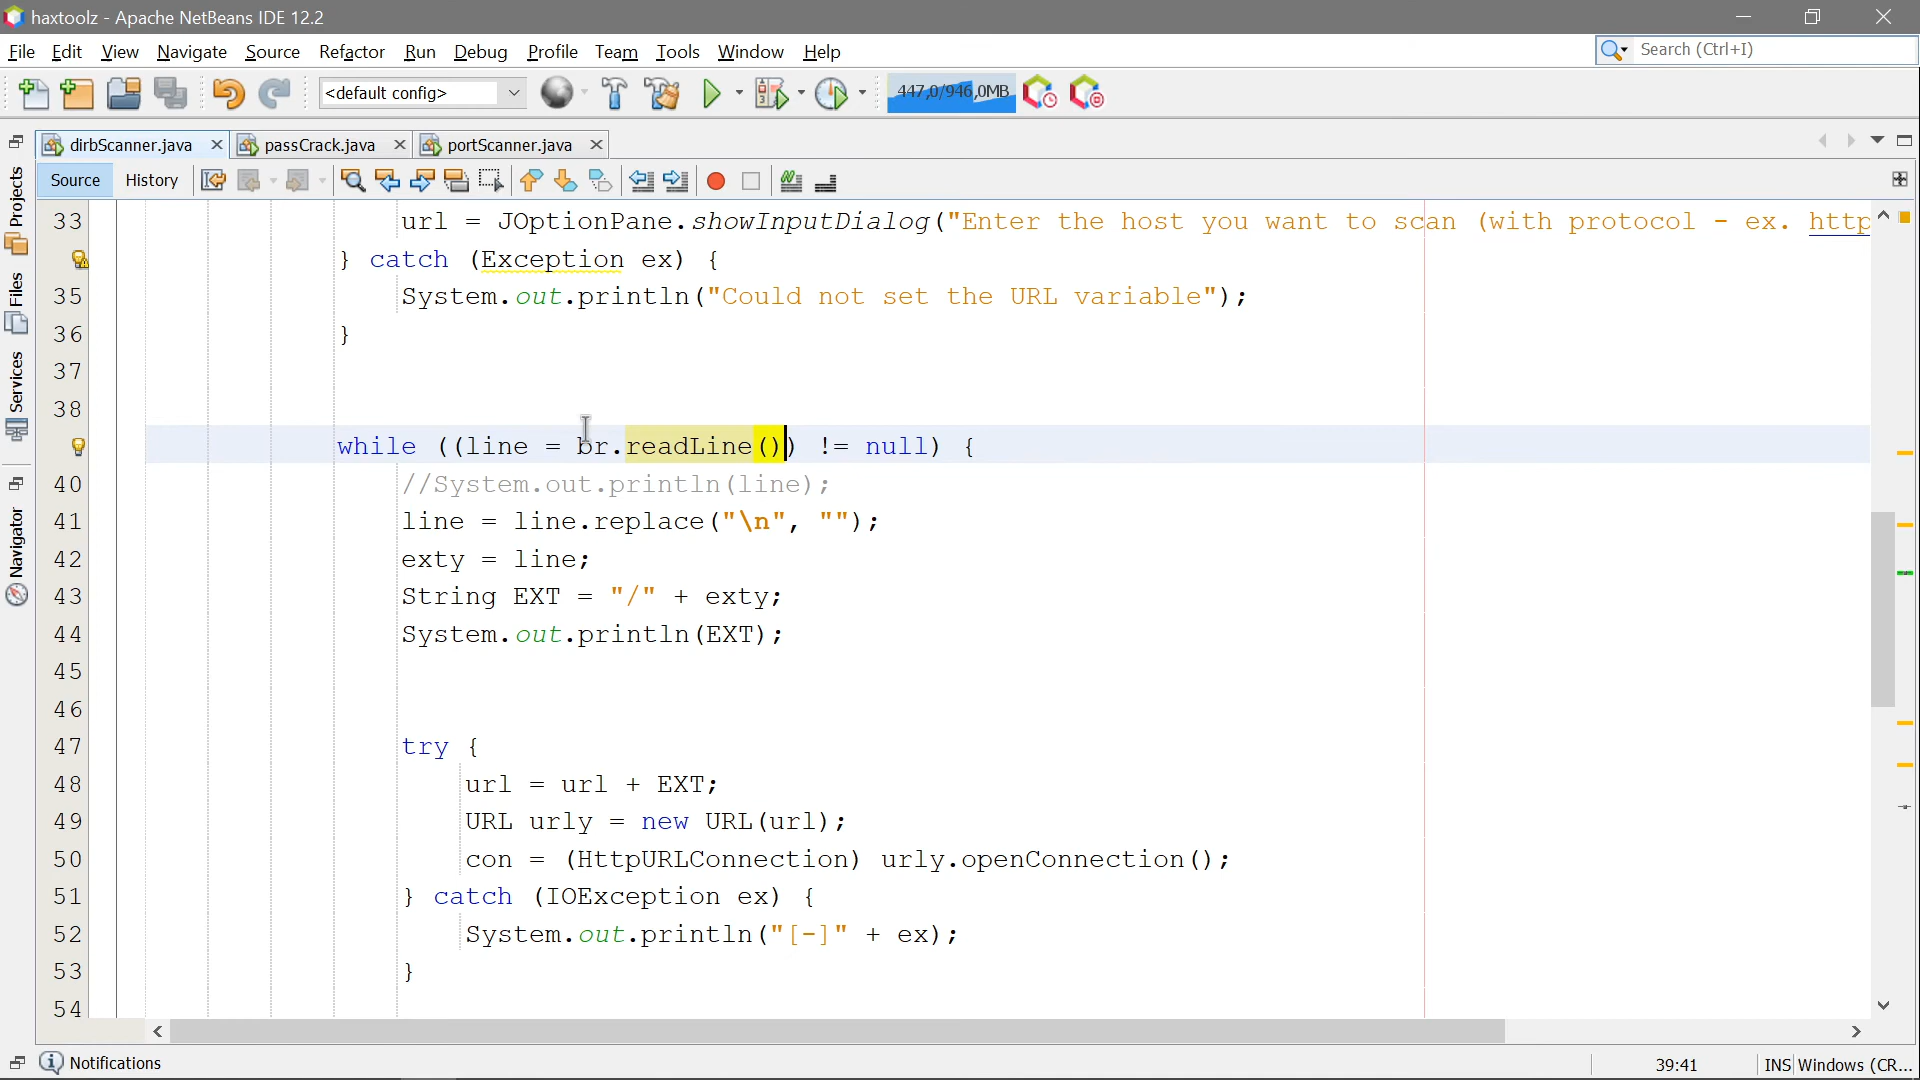 haxtoolz - Apache NetBeans IDE 12.2
File Edit View Navigate Source Refactor Run Debug Profile Team Tools Window Help
Search (Ctrl+I)
<default config>
447,0/946,0MB
dirbScanner.java passCrack.java portScanner.java
Source History
Projects
Files
Services
Navigator
33 url = JOptionPane.showInputDialog("Enter the host you want to scan (with protocol - ex. http
} catch (Exception ex) {
35 System.out.println("Could not set the URL variable");
36 }
37
38
while ((line = br.readLine()) != null) {
40 //System.out.println(line);
41 line = line.replace("\n", "");
42 exty = line;
43 String EXT = "/" + exty;
44 System.out.println(EXT);
45
46
47 try {
48 url = url + EXT;
49 URL urly = new URL(url);
50 con = (HttpURLConnection) urly.openConnection();
51 } catch (IOException ex) {
52 System.out.println("[-]" + ex);
53 }
54
Notifications
39:41 INS Windows (CR...